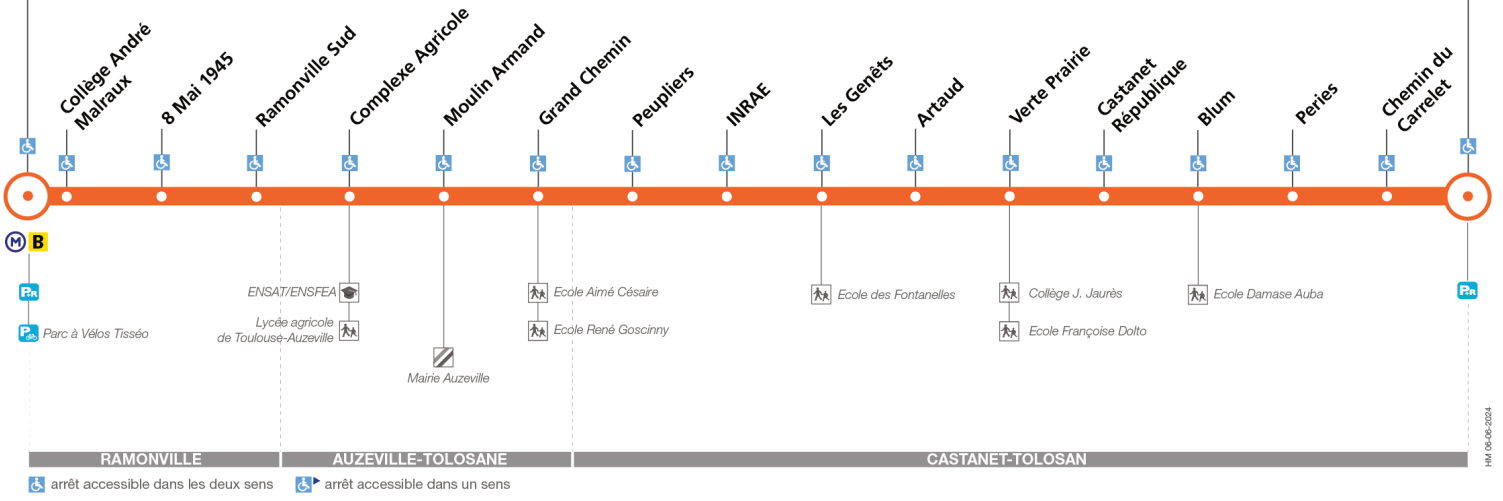 Collège André
Malraux
8 Mai 1945
Ramonville Sud
Complexe Agricole
Moulin Armand
Grand Chemin
Peupliers
INRAE
Les Genêts
Artaud
Verte Prairie
Castanet
République
Blum
Peries
Chemin du
Carrelet
M B
P+R
P Parc à Vélos Tisséo
ENSAT/ENSFEA
Lycée agricole
de Toulouse-Auzeville
Mairie Auzeville
Ecole Aimé Césaire
Ecole René Goscinny
Ecole des Fontanelles
Collège J. Jaurès
Ecole Françoise Dolto
Ecole Damase Auba
P+R
HM 06-06-2024
RAMONVILLE
AUZEVILLE-TOLOSANE
CASTANET-TOLOSAN
arrêt accessible dans les deux sens
arrêt accessible dans un sens